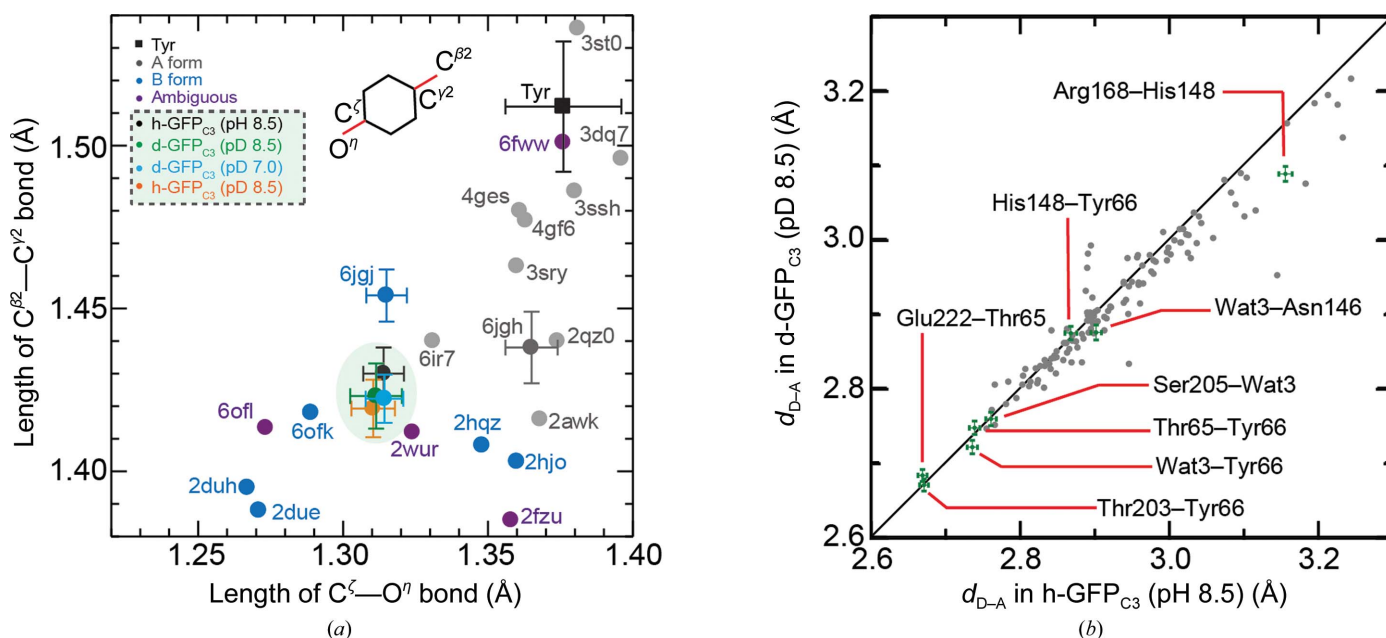 Tyr
A form
B form
Ambiguous
h-GFPC3 (pH 8.5)
d-GFPC3 (pD 8.5)
d-GFPC3 (pD 7.0)
h-GFPC3 (pD 8.5)
Cβ2
Cγ2
Cζ
Oη
3st0
Tyr
3dq7
6fww
3ssh
4ges
4gf6
3sry
6jgj
6jgh
2qz0
6ir7
2awk
6ofl
6ofk
2wur
2hqz
2hjo
2duh
2due
2fzu
1.50
1.45
1.40
1.25
1.30
1.35
1.40
Length of Cβ2—Cγ2 bond (Å)
Length of Cζ—Oη bond (Å)
(a)
Arg168–His148
His148–Tyr66
Glu222–Thr65
Wat3–Asn146
Ser205–Wat3
Thr65–Tyr66
Wat3–Tyr66
Thr203–Tyr66
3.2
3.0
2.8
2.6
2.6
2.8
3.0
3.2
dD–A in d-GFPC3 (pD 8.5) (Å)
dD–A in h-GFPC3 (pH 8.5) (Å)
(b)